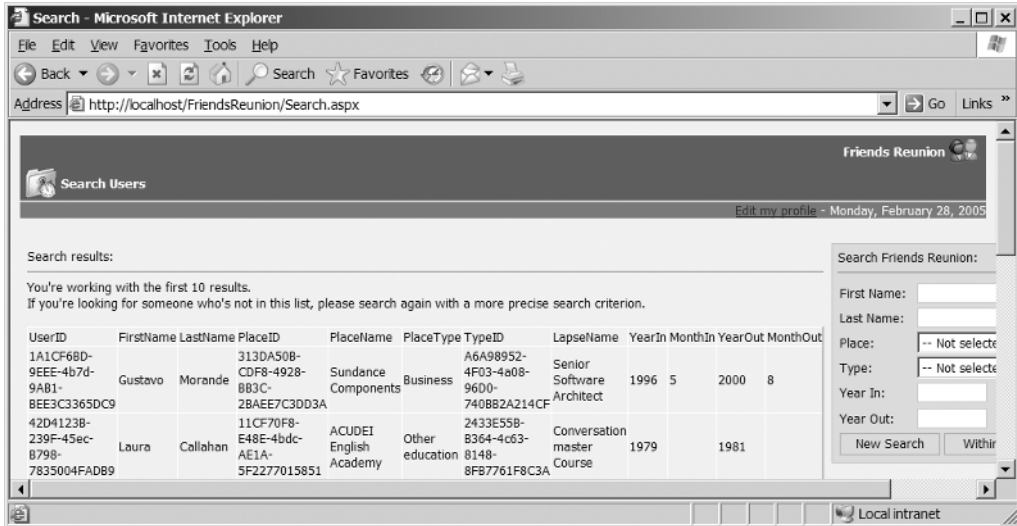 Search - Microsoft Internet Explorer
File Edit View Favorites Tools Help
Back Search Favorites
Address http://localhost/FriendsReunion/Search.aspx Go Links »
Friends Reunion
Search Users
Edit my profile - Monday, February 28, 2005
Search results:
You're working with the first 10 results.
If you're looking for someone who's not in this list, please search again with a more precise search criterion.
UserID FirstName LastName PlaceID PlaceName PlaceType TypeID LapseName YearIn MonthIn YearOut MonthOut
1A1CF6BD-9EEE-4b7d-9AB1-BEE3C3365DC9 Gustavo Morande 313DA50B-CDF8-4928-BB3C-2BAEE7C3DD3A Sundance Components Business A6A98952-4F03-4a08-96D0-740BB2A214CF Senior Software Architect 1996 5 2000 8
42D4123B-239F-45ec-B798-7835004FADB9 Laura Callahan 11CF70F8-E48E-4bdc-AE1A-5F2277015851 ACUDEI English Academy Other education 2433E55B-B364-4c63-8148-8FB7761F8C3A Conversation master Course 1979 1981
Search Friends Reunion:
First Name:
Last Name:
Place: -- Not selecte
Type: -- Not selecte
Year In:
Year Out:
New Search Within
Local intranet